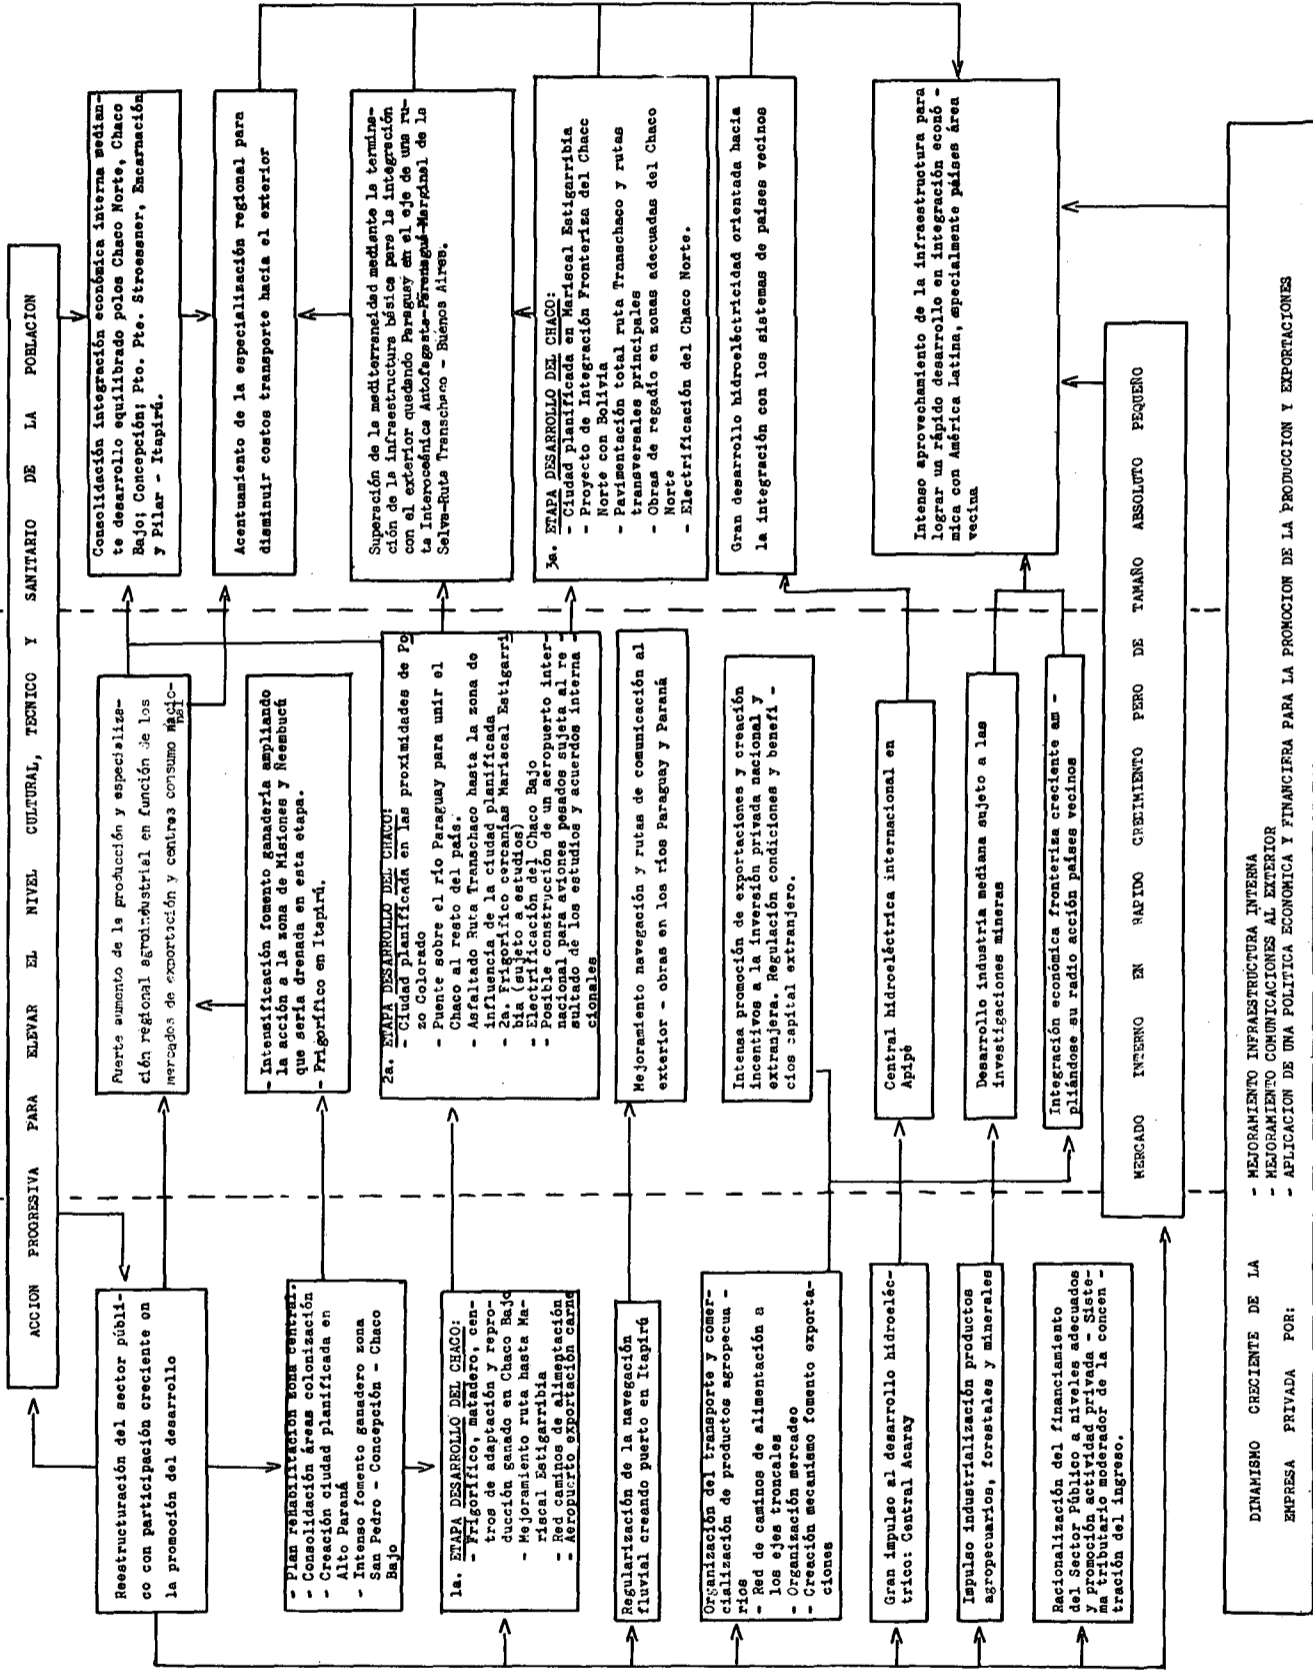 ACCION PROGRESIVA PARA ELEVAR EL NIVEL CULTURAL, TECNICO Y SANITARIO DE LA POBLACION
Reestructuración del sector públi-
co con participación creciente en
la promoción del desarrollo
- Plan rehabilitación zona central.
- Consolidación áreas colonización
- Creación ciudad planificada en
Alto Paraná
- Intenso fomento ganadero zona
San Pedro - Concepción - Chaco
Bajo
1a. ETAPA DESARROLLO DEL CHACO:
- Frigorífico, matadero, cen-
tros de adaptación y repro-
ducción ganado en Chaco Bajo
- Mejoramiento ruta hasta Ma-
riscal Estigarribia
- Red caminos de alimentación
- Aeropuerto exportación carne
Regularización de la navegación
fluvial creando puerto en Itapirú
Organización del transporte y comer-
cialización de productos agropecua -
rios
- Red de caminos de alimentación a
los ejes troncales
- Organización mercadeo
- Creación mecanismo fomento exporta-
ciones
Gran impulso al desarrollo hidroeléc-
trico: Central Acaray
Impulso industrialización productos
agropecuarios, forestales y minerales
Racionalización del financiamiento
del Sector Público a niveles adecuados
y promoción actividad privada - Siste-
ma tributario moderador de la concen -
tración del ingreso.
Fuerte aumento de la producción y especializa-
ción regional agroindustrial en función de los
mercados de exportación y centros consumo nacio-
nal
- Intensificación fomento ganadería ampliando
la acción a la zona de Misiones y Ñeembucú
que sería drenada en esta etapa.
- Frigorífico en Itapirú.
2a. ETAPA DESARROLLO DEL CHACO:
- Ciudad planificada en las proximidades de Po
zo Colorado
- Puente sobre el río Paraguay para unir el
Chaco al resto del país.
- Asfaltado Ruta Transchaco hasta la zona de
influencia de la ciudad planificada
- 2a. Frigorífico cercanías Mariscal Estigarri
bia (sujeto a estudios)
- Electrificación del Chaco Bajo
- Posible construcción de un aeropuerto inter-
nacional para aviones pesados sujeta al re -
sultado de los estudios y acuerdos interna -
cionales
Mejoramiento navegación y rutas de comunicación al
exterior - obras en los ríos Paraguay y Paraná
Intensa promoción de exportaciones y creación
incentivos a la inversión privada nacional y
extranjera. Regulación condiciones y benefi -
cios capital extranjero.
Central hidroeléctrica internacional en
Apipé
Desarrollo industria mediana sujeto a las
investigaciones mineras
Integración económica fronteriza creciente am -
pliándose su radio acción países vecinos
Consolidación integración económica interna median-
te desarrollo equilibrado polos Chaco Norte, Chaco
Bajo; Concepción; Pto. Pte. Stroessner, Encarnación
y Pilar - Itapirú.
Acentuamiento de la especialización regional para
disminuir costos transporte hacia el exterior
Superación de la mediterraneidad mediante la termina-
ción de la infraestructura básica para la integración
con el exterior quedando Paraguay en el eje de una ru-
ta Interoceánica Antofagasta-Paranaguá-Marginal de la
Selva-Ruta Transchaco - Buenos Aires.
3a. ETAPA DESARROLLO DEL CHACO:
- Ciudad planificada en Mariscal Estigarribia
- Proyecto de Integración Fronteriza del Chaco
Norte con Bolivia
- Pavimentación total ruta Transchaco y rutas
transversales principales
- Obras de regadío en zonas adecuadas del Chaco
Norte
- Electrificación del Chaco Norte.
Gran desarrollo hidroeléctricidad orientada hacia
la integración con los sistemas de países vecinos
Intenso aprovechamiento de la infraestructura para
lograr un rápido desarrollo en integración econó -
mica con América Latina, especialmente países área
vecina
MERCADO INTERNO EN RAPIDO CRECIMIENTO PERO DE TAMAÑO ABSOLUTO PEQUEÑO
DINAMISMO CRECIENTE DE LA
EMPRESA PRIVADA POR:
- MEJORAMIENTO INFRAESTRUCTURA INTERNA
- MEJORAMIENTO COMUNICACIONES AL EXTERIOR
- APLICACION DE UNA POLITICA ECONOMICA Y FINANCIERA PARA LA PROMOCION DE LA PRODUCCION Y EXPORTACIONES